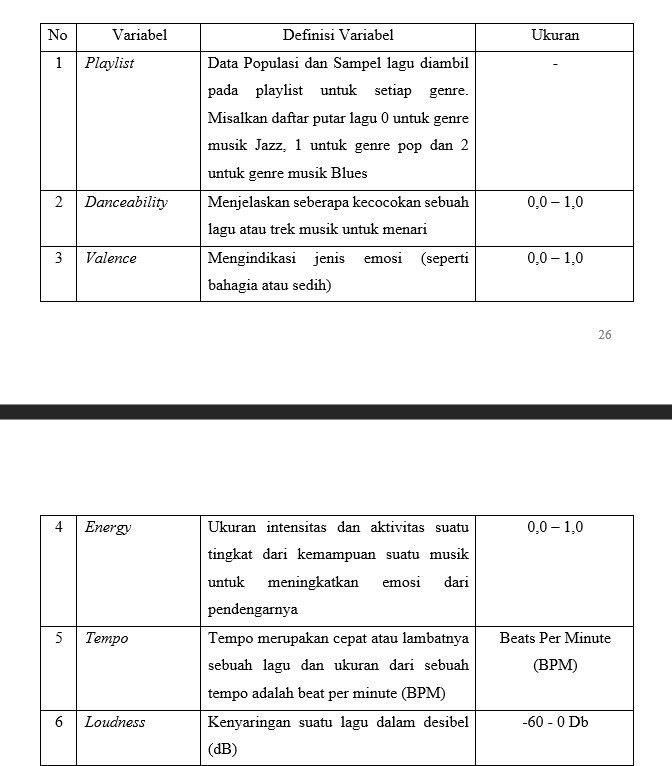 No Variabel Definisi Variabel Ukuran
1 Playlist Data Populasi dan Sampel lagu diambil -
pada playlist untuk setiap genre.
Misalkan daftar putar lagu 0 untuk genre
musik Jazz, 1 untuk genre pop dan 2
untuk genre musik Blues
2 Danceability Menjelaskan seberapa kecocokan sebuah 0,0 – 1,0
lagu atau trek musik untuk menari
3 Valence Mengindikasi jenis emosi (seperti 0,0 – 1,0
bahagia atau sedih)
26
4 Energy Ukuran intensitas dan aktivitas suatu 0,0 – 1,0
tingkat dari kemampuan suatu musik
untuk meningkatkan emosi dari
pendengarnya
5 Tempo Tempo merupakan cepat atau lambatnya Beats Per Minute
sebuah lagu dan ukuran dari sebuah (BPM)
tempo adalah beat per minute (BPM)
6 Loudness Kenyaringan suatu lagu dalam desibel -60 - 0 Db
(dB)